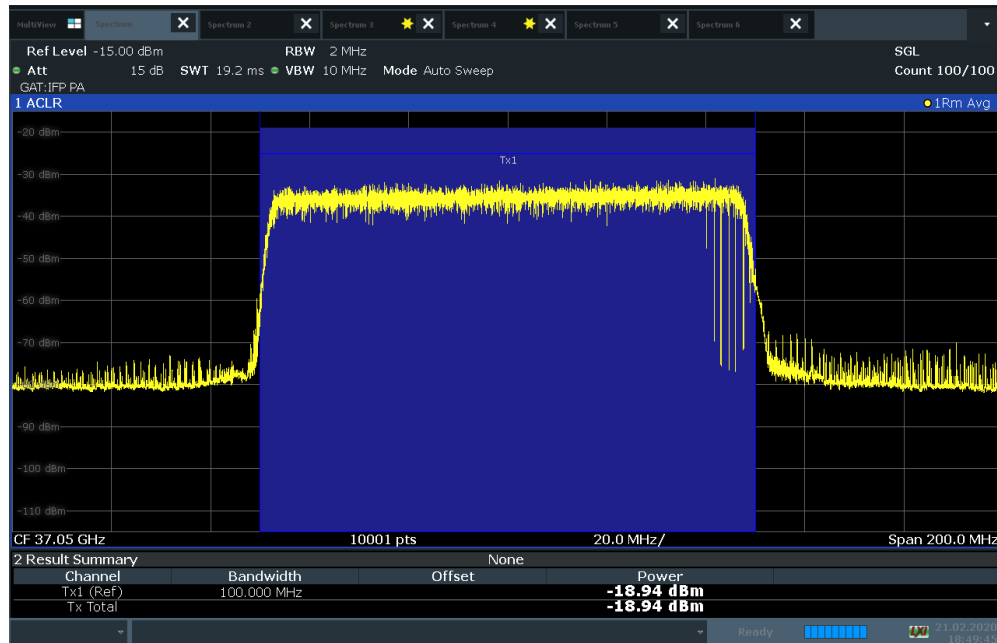 MultiView Spectrum Spectrum 2 Spectrum 3 Spectrum 4 Spectrum 5 Spectrum 6
Ref Level -15.00 dBm RBW 2 MHz SGL
Att 15 dB SWT 19.2 ms VBW 10 MHz Mode Auto Sweep Count 100/100
GAT:IFP PA
1 ACLR 1Rm Avg
-20 dBm
Tx1
-30 dBm
-40 dBm
-50 dBm
-60 dBm
-70 dBm
-90 dBm
-100 dBm
-110 dBm
CF 37.05 GHz 10001 pts 20.0 MHz/ Span 200.0 MHz
2 Result Summary None
Channel Bandwidth Offset Power
Tx1 (Ref) 100.000 MHz -18.94 dBm
Tx Total -18.94 dBm
Ready LXI 21.02.2020
18:49:45